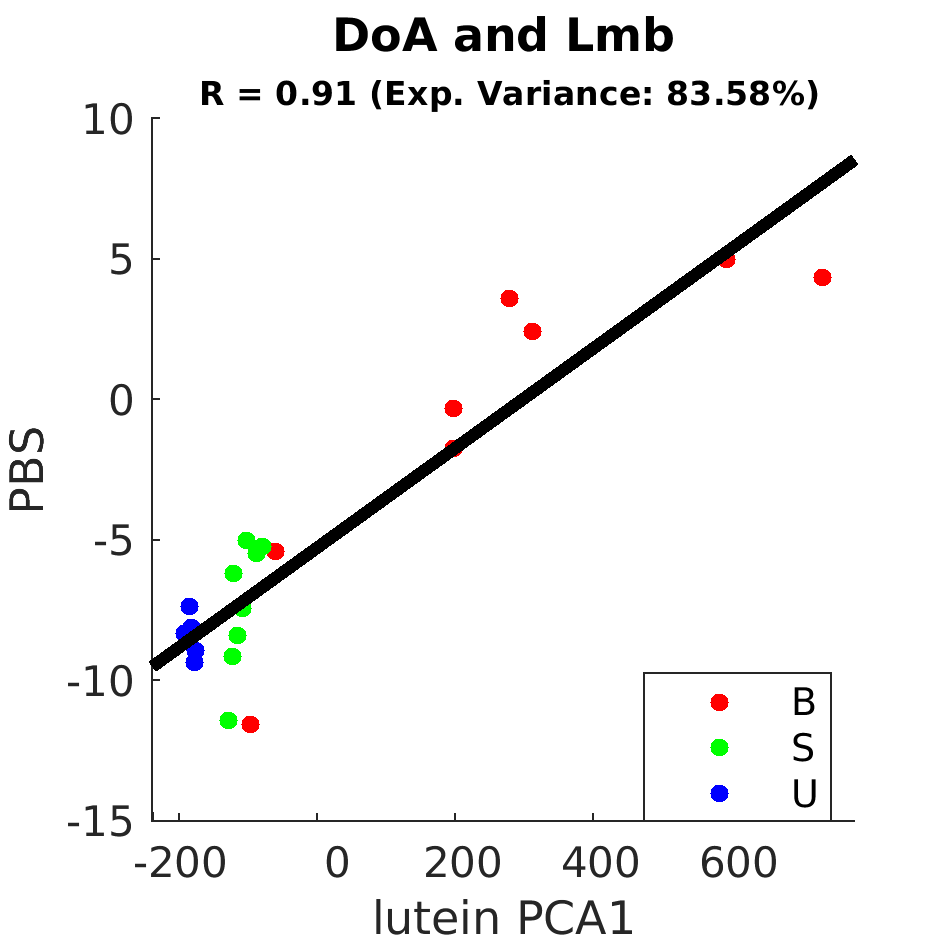 DoA and Lmb
R = 0.91 (Exp. Variance: 83.58%)
10
5
0
-5
-10
-15
PBS
B
S
U
-200 0 200 400 600
lutein PCA1